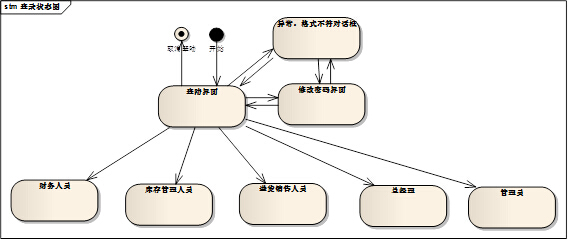 stm 登录状态图
取消登陆
开始
异常：格式不符对话框
登陆界面
修改密码界面
财务人员
库存管理人员
进货销售人员
总经理
管理员